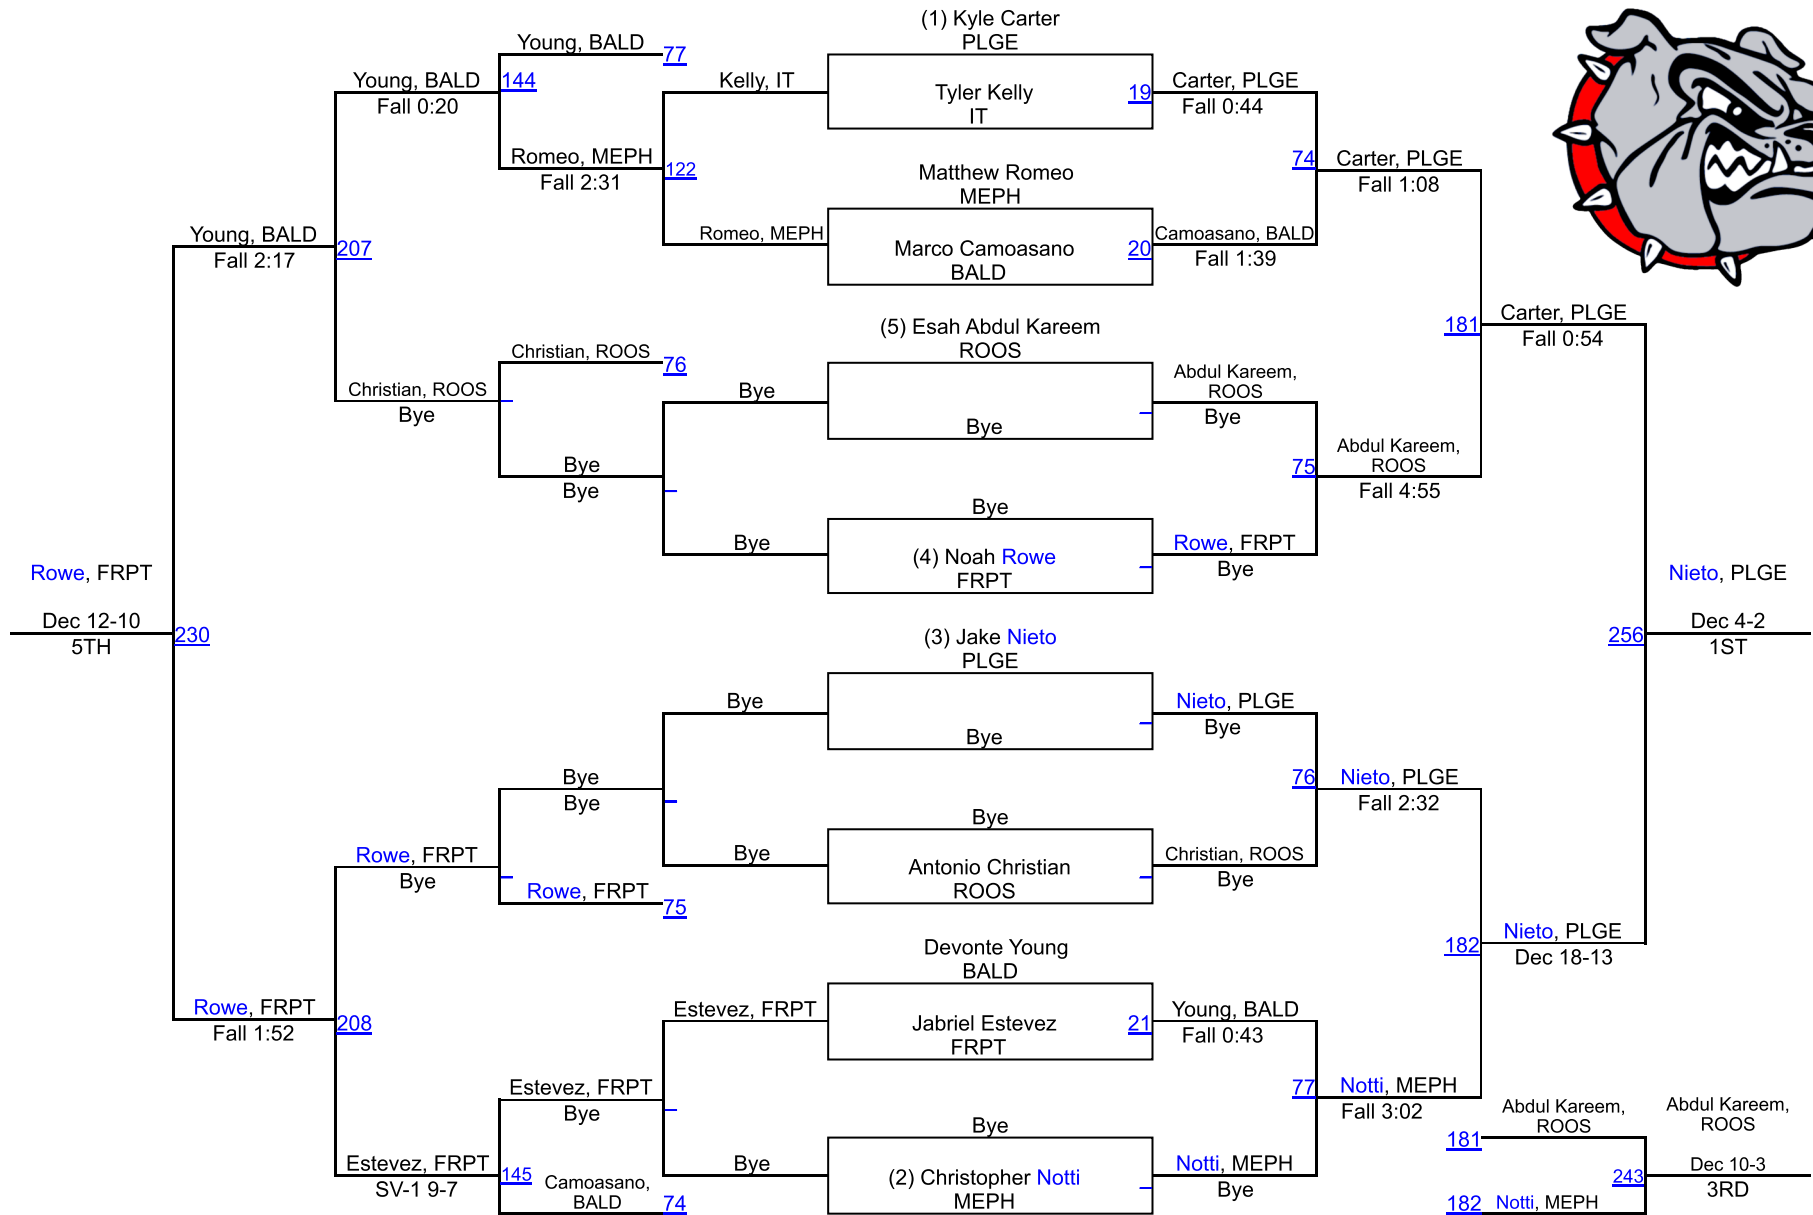 (1) Kyle Carter
PLGE
Young, BALD
77
Young, BALD
144
Kelly, IT
Tyler Kelly
IT
19
Carter, PLGE
Fall 0:20
Fall 0:44
Romeo, MEPH
Fall 2:31
122
Matthew Romeo
MEPH
74
Carter, PLGE
Fall 1:08
Young, BALD
Fall 2:17
207
Romeo, MEPH
Marco Camoasano
BALD
20
Camoasano, BALD
Fall 1:39
(5) Esah Abdul Kareem
ROOS
181
Carter, PLGE
Fall 0:54
Christian, ROOS
76
Christian, ROOS
Bye
Bye
Bye
Abdul Kareem,
ROOS
Bye
Bye
Bye
75
Abdul Kareem,
ROOS
Fall 4:55
Bye
Bye
(4) Noah Rowe
FRPT
Rowe, FRPT
Bye
Rowe, FRPT
Dec 12-10
5TH
230
Nieto, PLGE
Dec 4-2
1ST
256
(3) Jake Nieto
PLGE
Bye
Bye
Nieto, PLGE
Bye
Bye
Bye
76
Nieto, PLGE
Fall 2:32
Rowe, FRPT
Bye
Bye
Bye
Antonio Christian
ROOS
Christian, ROOS
Bye
Rowe, FRPT
75
Devonte Young
BALD
182
Nieto, PLGE
Dec 18-13
Rowe, FRPT
Fall 1:52
208
Estevez, FRPT
Jabriel Estevez
FRPT
21
Young, BALD
Fall 0:43
Estevez, FRPT
Bye
77
Notti, MEPH
Fall 3:02
Bye
Bye
(2) Christopher Notti
MEPH
Notti, MEPH
Bye
Estevez, FRPT
SV-1 9-7
145
Camoasano,
BALD
74
Abdul Kareem,
ROOS
181
Abdul Kareem,
ROOS
Dec 10-3
3RD
243
182
Notti, MEPH